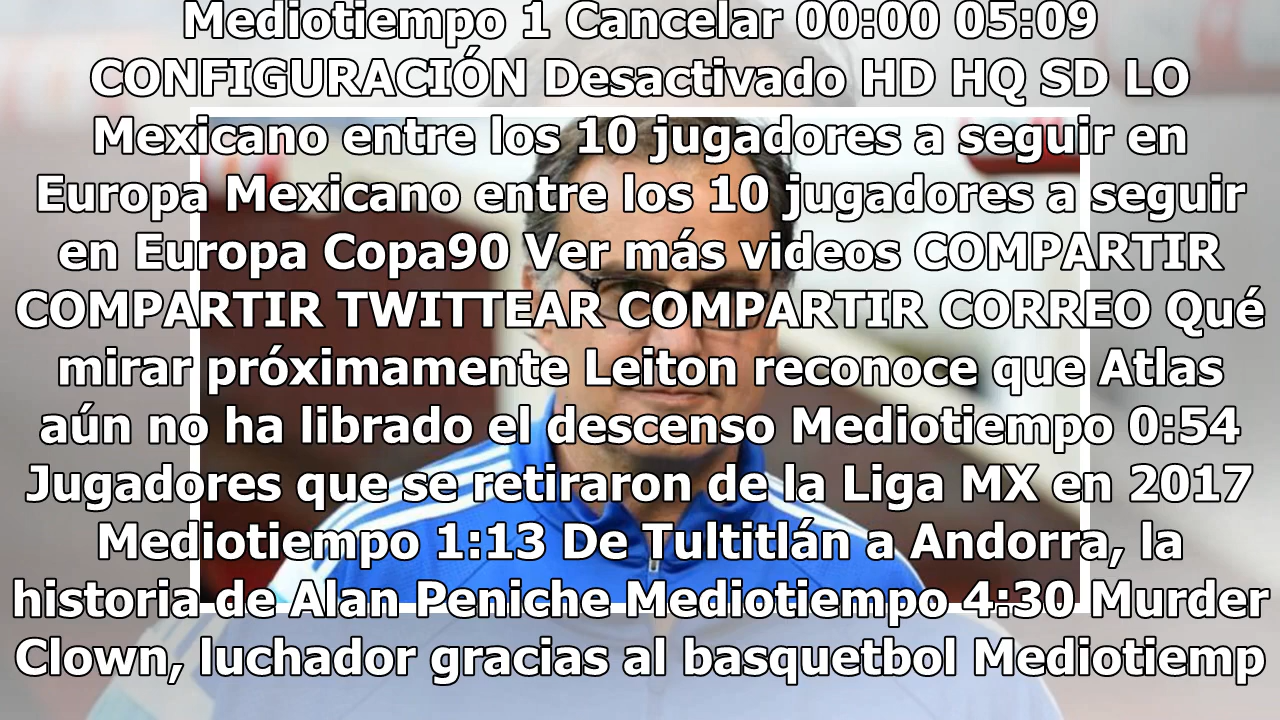 Mediotiempo 1 Cancelar 00:00 05:09
CONFIGURACIÓN Desactivado HD HQ SD LO
Mexicano entre los 10 jugadores a seguir en
Europa Mexicano entre los 10 jugadores a seguir
en Europa Copa90 Ver más videos COMPARTIR
COMPARTIR TWITTEAR COMPARTIR CORREO Qué
mirar próximamente Leiton reconoce que Atlas
aún no ha librado el descenso Mediotiempo 0:54
Jugadores que se retiraron de la Liga MX en 2017
Mediotiempo 1:13 De Tultitlán a Andorra, la
historia de Alan Peniche Mediotiempo 4:30 Murder
Clown, luchador gracias al basquetbol Mediotiemp